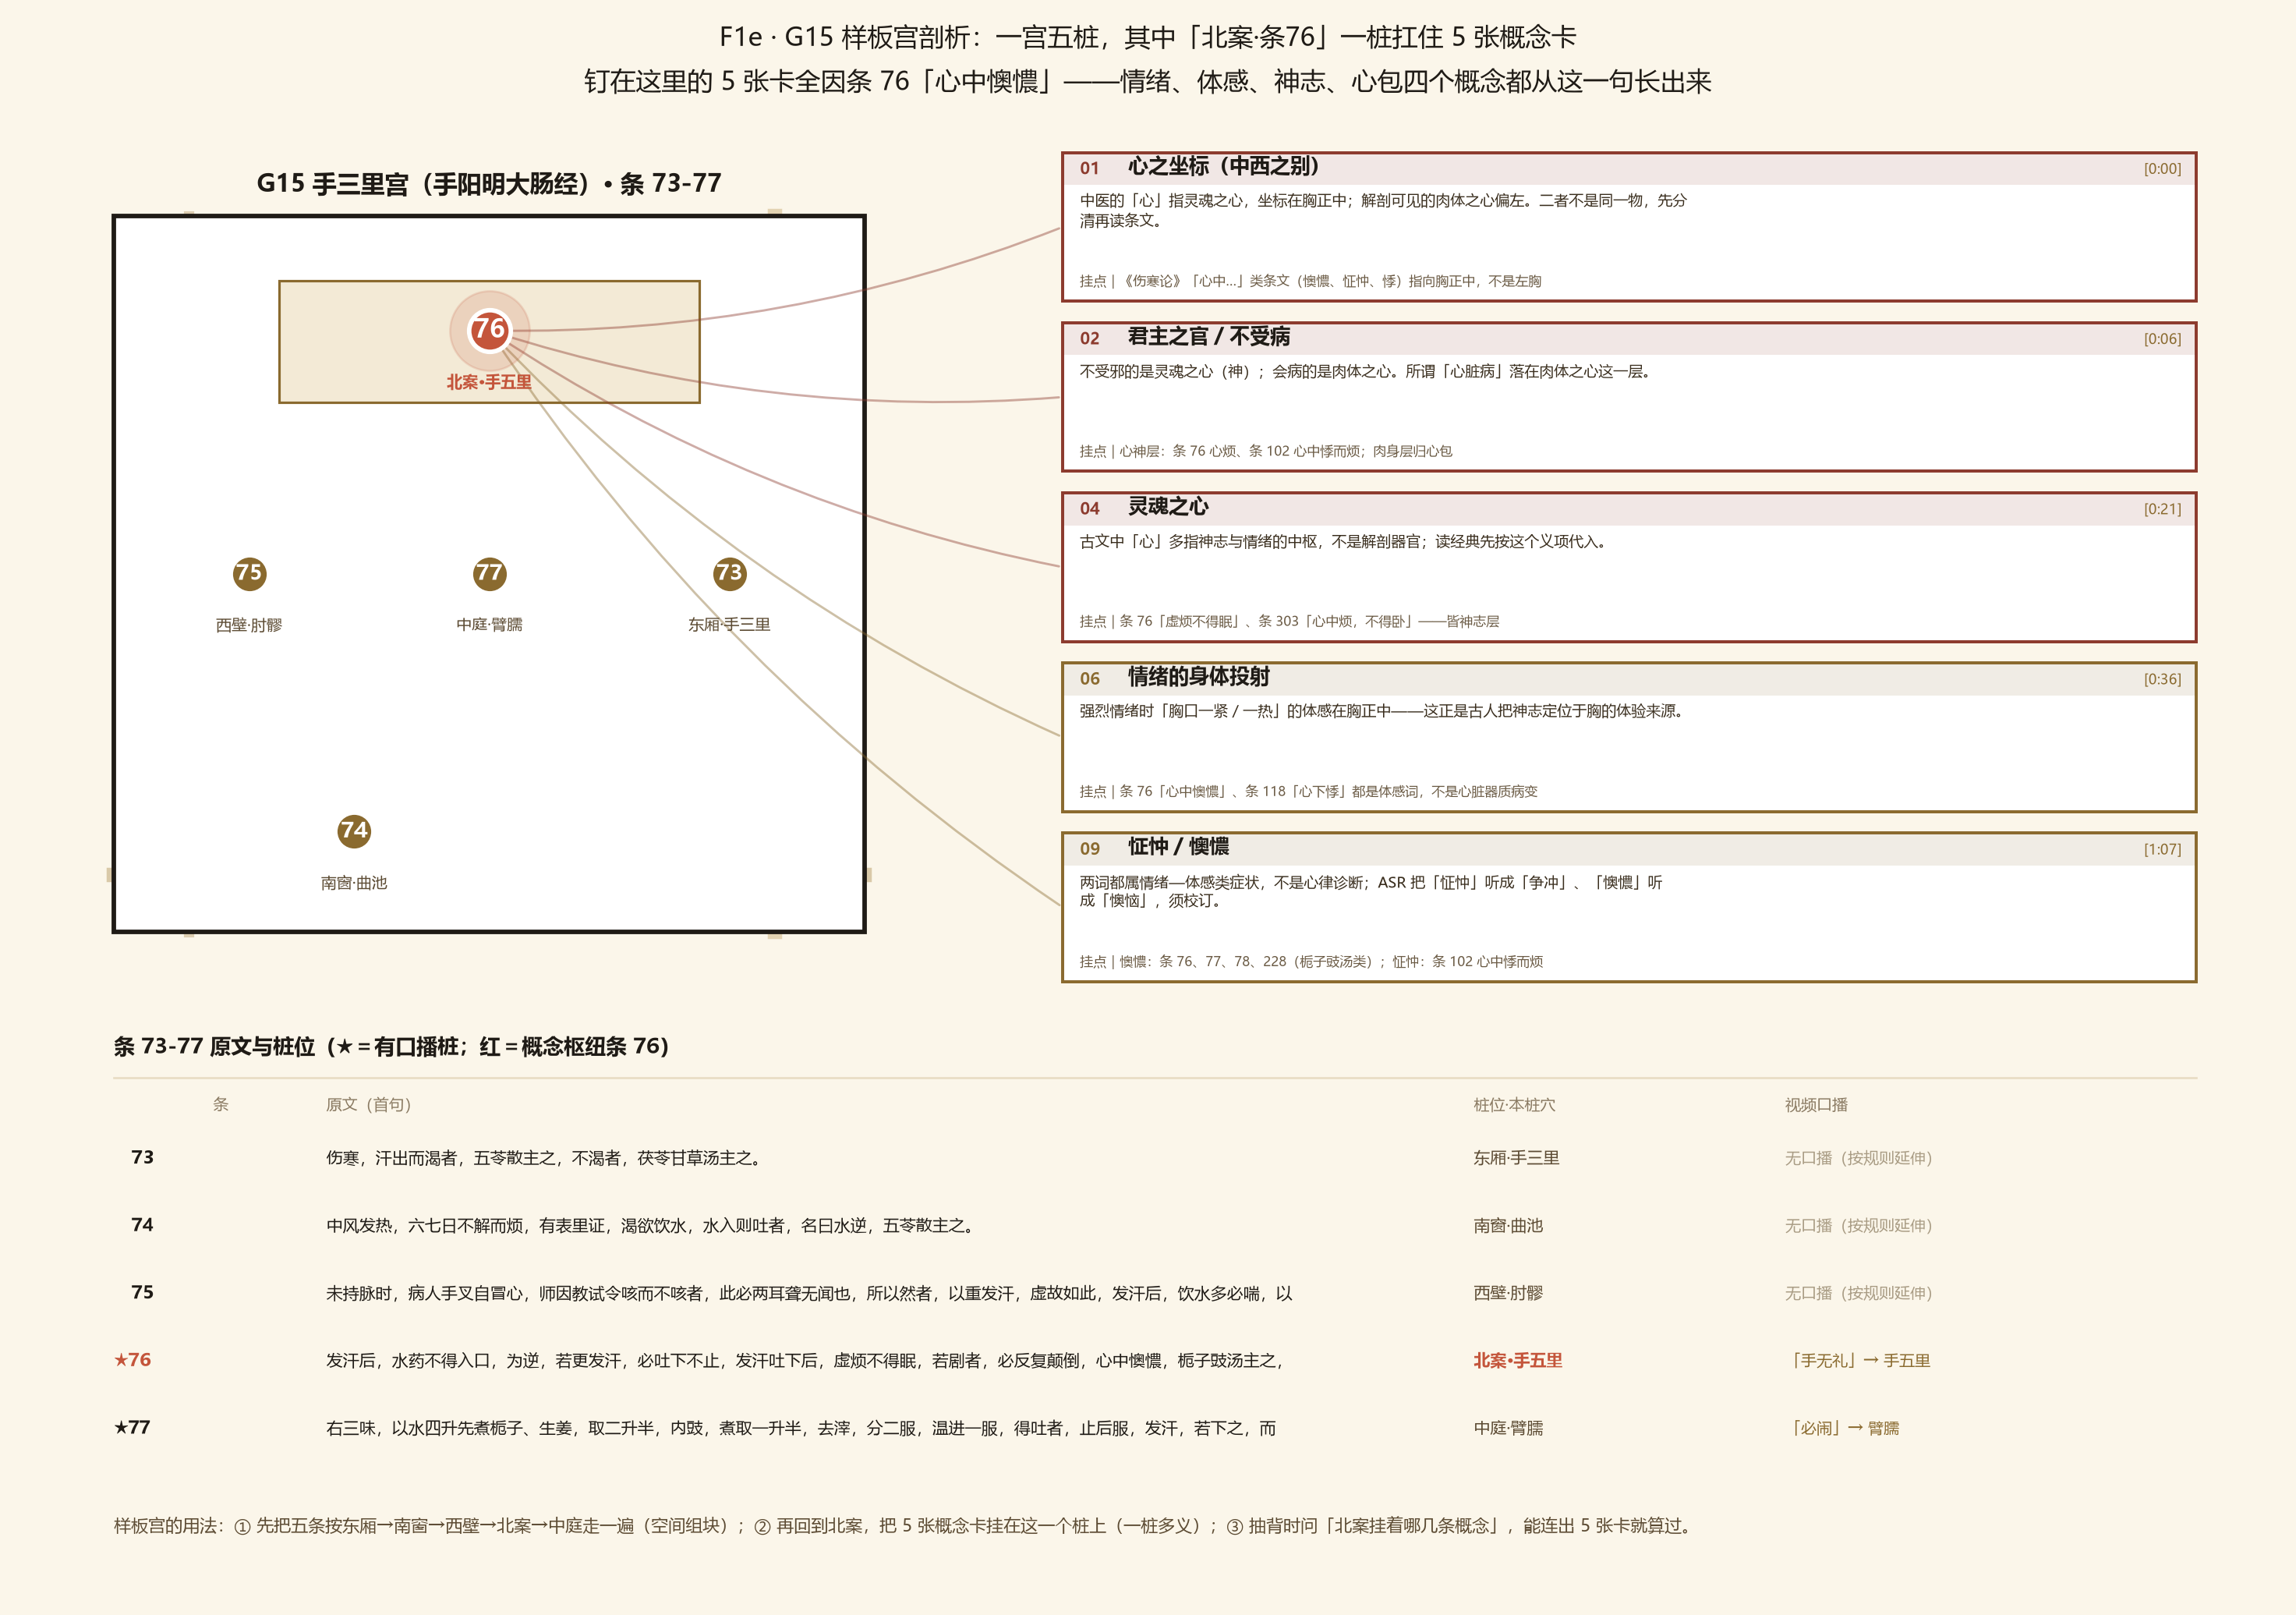 F1e · G15 样板宫剖析：一宫五桩，其中「北案·条76」一桩扛住 5 张概念卡
钉在这里的 5 张卡全因条 76「心中懊憹」——情绪、体感、神志、心包四个概念都从这一句长出来
G15 手三里宫（手阳明大肠经）• 条 73-77
76
北案•手五里
75
西壁·肘髎
77
中庭·臂臑
73
东厢·手三里
74
南窗·曲池
01 心之坐标（中西之别） [0:00]
中医的「心」指灵魂之心，坐标在胸正中；解剖可见的肉体之心偏左。二者不是同一物，先分
清再读条文。
挂点 | 《伤寒论》「心中…」类条文（懊憹、怔忡、悸）指向胸正中，不是左胸
02 君主之官 / 不受病 [0:06]
不受邪的是灵魂之心（神）；会病的是肉体之心。所谓「心脏病」落在肉体之心这一层。
挂点 | 心神层：条 76 心烦、条 102 心中悸而烦；肉身层归心包
04 灵魂之心 [0:21]
古文中「心」多指神志与情绪的中枢，不是解剖器官；读经典先按这个义项代入。
挂点 | 条 76「虚烦不得眠」、条 303「心中烦，不得卧」——皆神志层
06 情绪的身体投射 [0:36]
强烈情绪时「胸口一紧 / 一热」的体感在胸正中——这正是古人把神志定位于胸的体验来源。
挂点 | 条 76「心中懊憹」、条 118「心下悸」都是体感词，不是心脏器质病变
09 怔忡 / 懊憹 [1:07]
两词都属情绪—体感类症状，不是心律诊断；ASR 把「怔忡」听成「争冲」、「懊憹」听
成「懊恼」，须校订。
挂点 | 懊憹：条 76、77、78、228（栀子豉汤类）；怔忡：条 102 心中悸而烦
条 73-77 原文与桩位（★＝有口播桩；红＝概念枢纽条 76）
条 原文（首句） 桩位·本桩穴 视频口播
73 伤寒，汗出而渴者，五苓散主之，不渴者，茯苓甘草汤主之。 东厢·手三里 无口播（按规则延伸）
74 中风发热，六七日不解而烦，有表里证，渴欲饮水，水入则吐者，名曰水逆，五苓散主之。 南窗·曲池 无口播（按规则延伸）
75 未持脉时，病人手叉自冒心，师因教试令咳而不咳者，此必两耳聋无闻也，所以然者，以重发汗，虚故如此，发汗后，饮水多必喘，以 西壁·肘髎 无口播（按规则延伸）
★76 发汗后，水药不得入口，为逆，若更发汗，必吐下不止，发汗吐下后，虚烦不得眠，若剧者，必反复颠倒，心中懊憹，栀子豉汤主之， 北案•手五里 「手无礼」→ 手五里
★77 右三味，以水四升先煮栀子、生姜，取二升半，内豉，煮取一升半，去滓，分二服，温进一服，得吐者，止后服，发汗，若下之，而 中庭·臂臑 「必闹」→ 臂臑
样板宫的用法：① 先把五条按东厢→南窗→西壁→北案→中庭走一遍（空间组块）；② 再回到北案，把 5 张概念卡挂在这一个桩上（一桩多义）；③ 抽背时问「北案挂着哪几条概念」，能连出 5 张卡就算过。